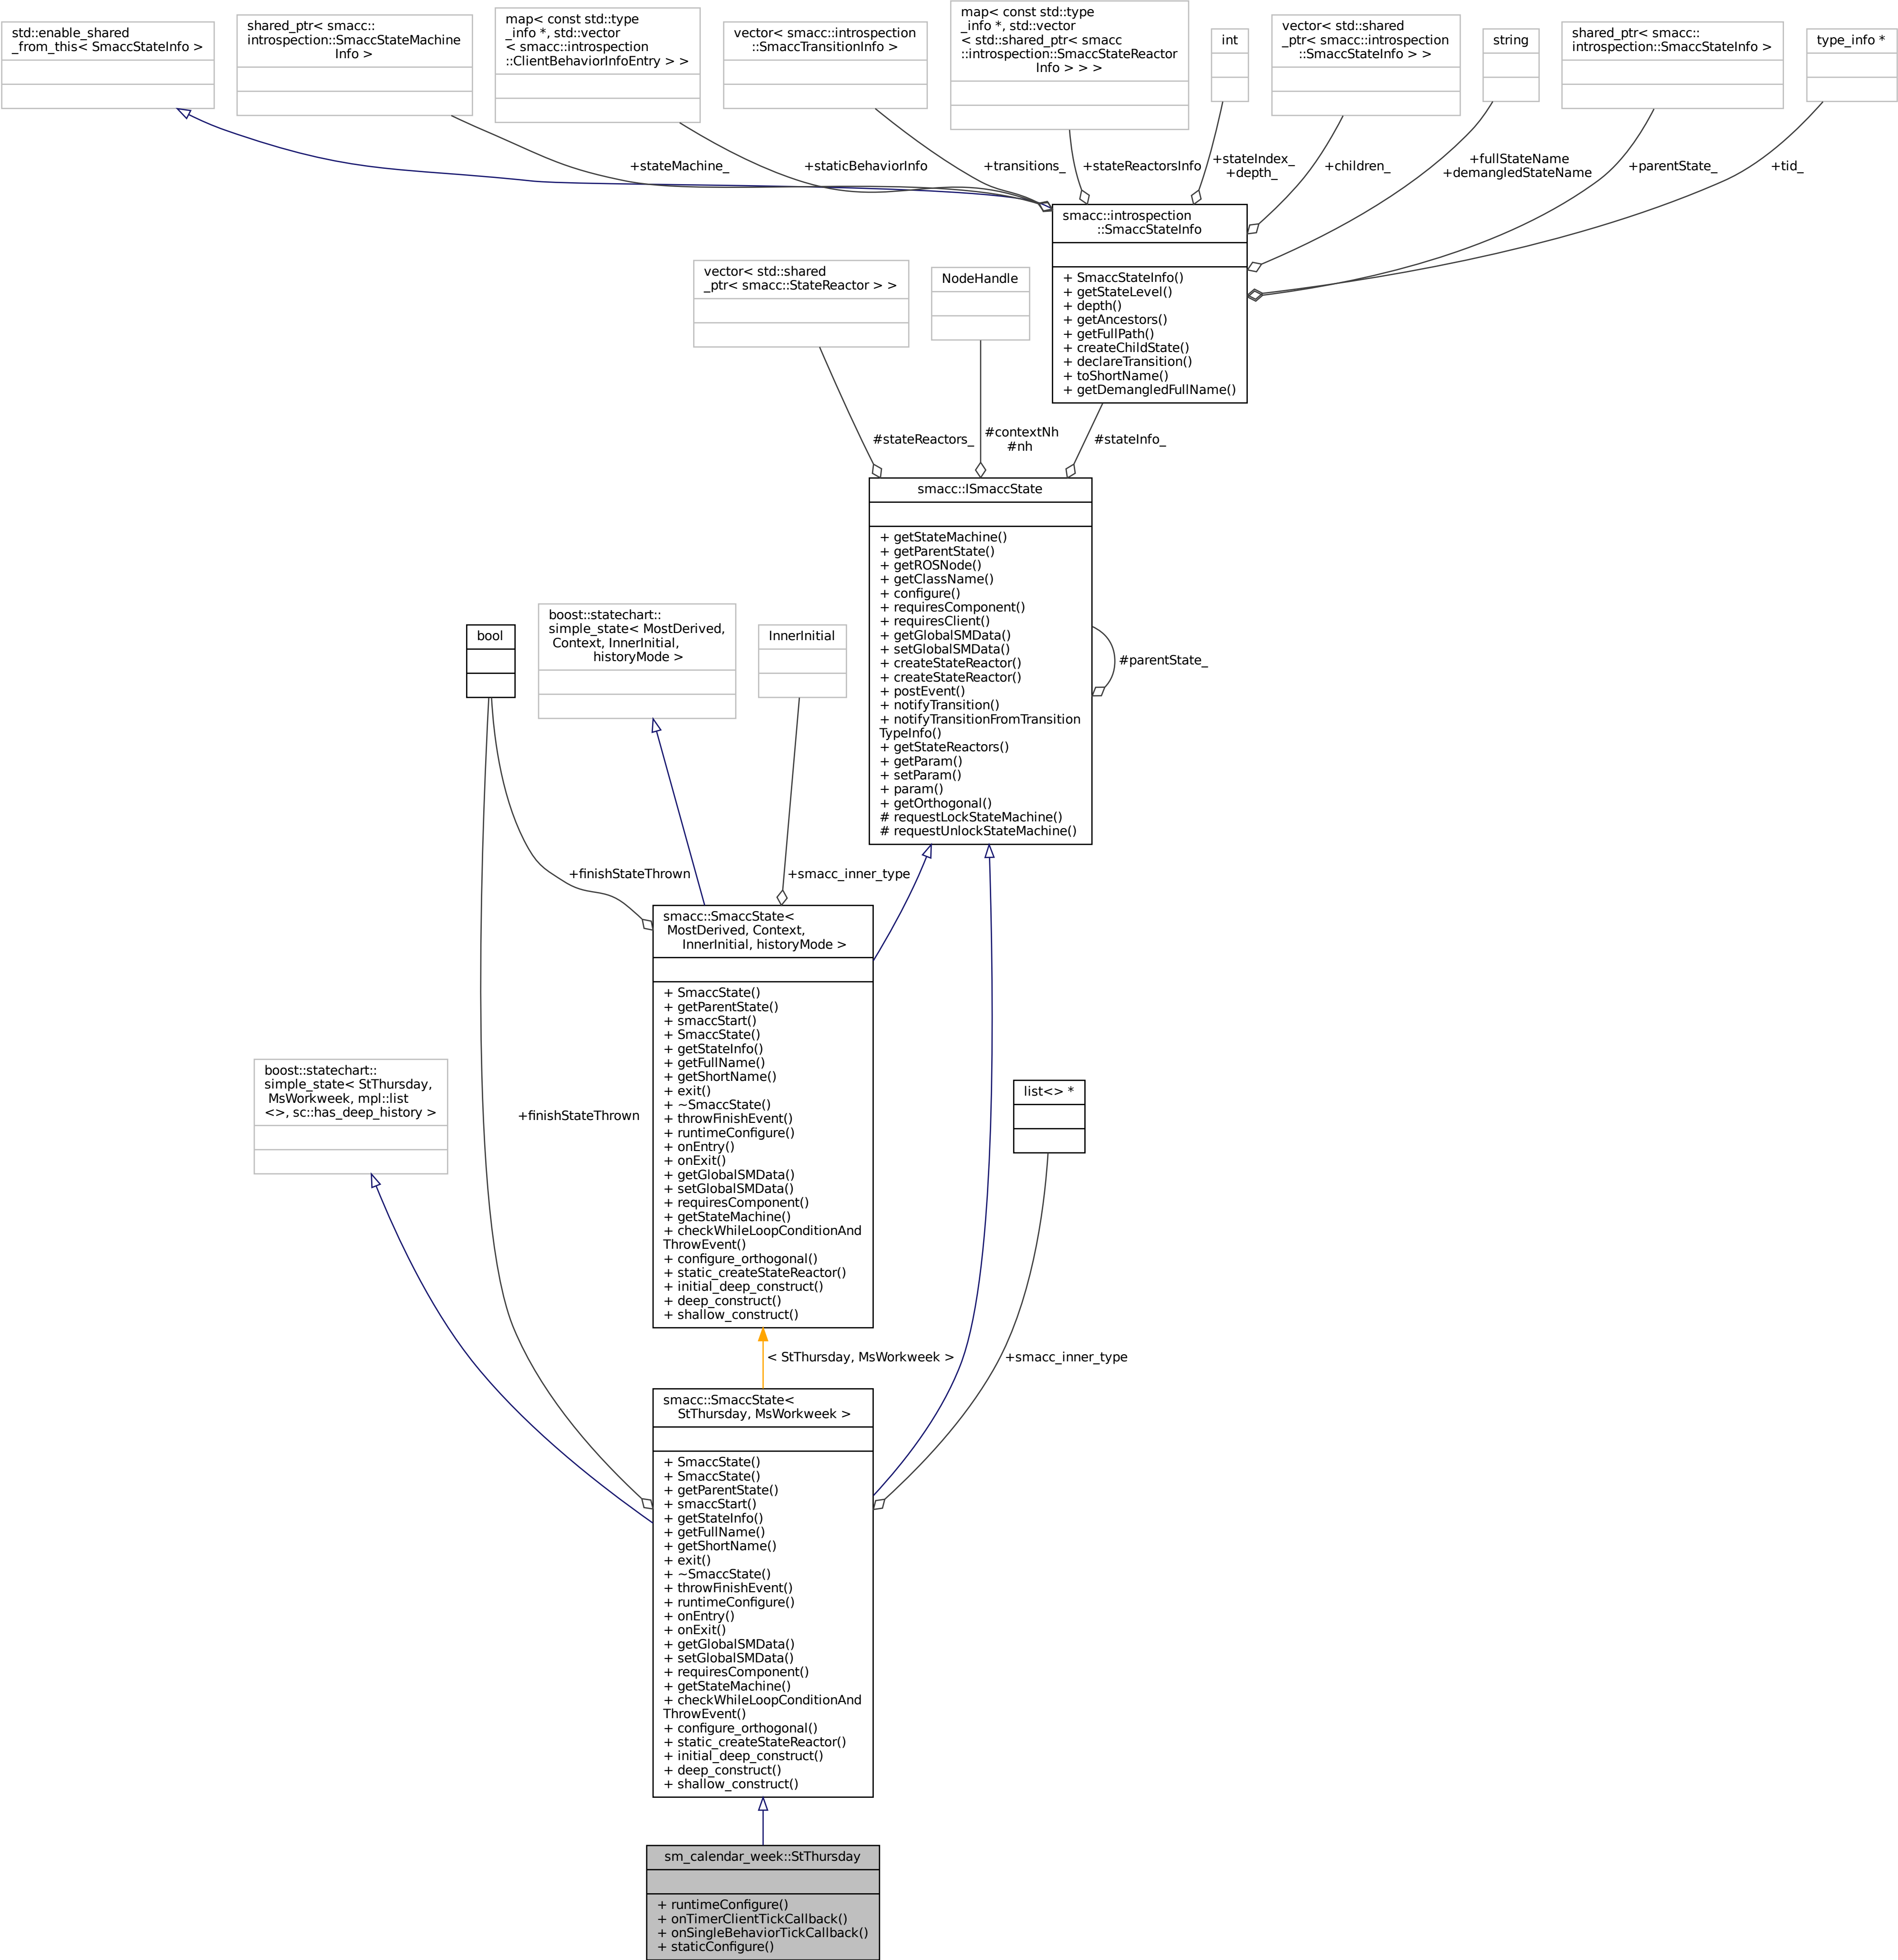 std::enable_shared
_from_this< SmaccStateInfo >
shared_ptr< smacc::
introspection::SmaccStateMachine
Info >
map< const std::type
_info *, std::vector
< smacc::introspection
::ClientBehaviorInfoEntry > >
vector< smacc::introspection
::SmaccTransitionInfo >
map< const std::type
_info *, std::vector
< std::shared_ptr< smacc
::introspection::SmaccStateReactor
Info > > >
int
vector< std::shared
_ptr< smacc::introspection
::SmaccStateInfo > >
string
shared_ptr< smacc::
introspection::SmaccStateInfo >
type_info *
+stateMachine_
+staticBehaviorInfo
+transitions_
+stateReactorsInfo
+stateIndex_
+depth_
+children_
+fullStateName
+demangledStateName
+parentState_
+tid_
smacc::introspection
::SmaccStateInfo
+ SmaccStateInfo()
+ getStateLevel()
+ depth()
+ getAncestors()
+ getFullPath()
+ createChildState()
+ declareTransition()
+ toShortName()
+ getDemangledFullName()
vector< std::shared
_ptr< smacc::StateReactor > >
NodeHandle
#stateReactors_
#contextNh
#nh
#stateInfo_
smacc::ISmaccState
+ getStateMachine()
+ getParentState()
+ getROSNode()
+ getClassName()
+ configure()
+ requiresComponent()
+ requiresClient()
+ getGlobalSMData()
+ setGlobalSMData()
+ createStateReactor()
+ createStateReactor()
+ postEvent()
+ notifyTransition()
+ notifyTransitionFromTransition
TypeInfo()
+ getStateReactors()
+ getParam()
+ setParam()
+ param()
+ getOrthogonal()
# requestLockStateMachine()
# requestUnlockStateMachine()
#parentState_
bool
boost::statechart::
simple_state< MostDerived,
Context, InnerInitial,
historyMode >
InnerInitial
+finishStateThrown
+smacc_inner_type
smacc::SmaccState<
MostDerived, Context,
InnerInitial, historyMode >
+ SmaccState()
+ getParentState()
+ smaccStart()
+ SmaccState()
+ getStateInfo()
+ getFullName()
+ getShortName()
+ exit()
+ ~SmaccState()
+ throwFinishEvent()
+ runtimeConfigure()
+ onEntry()
+ onExit()
+ getGlobalSMData()
+ setGlobalSMData()
+ requiresComponent()
+ getStateMachine()
+ checkWhileLoopConditionAnd
ThrowEvent()
+ configure_orthogonal()
+ static_createStateReactor()
+ initial_deep_construct()
+ deep_construct()
+ shallow_construct()
boost::statechart::
simple_state< StThursday,
MsWorkweek, mpl::list
<>, sc::has_deep_history >
+finishStateThrown
list<> *
< StThursday, MsWorkweek >
+smacc_inner_type
smacc::SmaccState<
StThursday, MsWorkweek >
+ SmaccState()
+ SmaccState()
+ getParentState()
+ smaccStart()
+ getStateInfo()
+ getFullName()
+ getShortName()
+ exit()
+ ~SmaccState()
+ throwFinishEvent()
+ runtimeConfigure()
+ onEntry()
+ onExit()
+ getGlobalSMData()
+ setGlobalSMData()
+ requiresComponent()
+ getStateMachine()
+ checkWhileLoopConditionAnd
ThrowEvent()
+ configure_orthogonal()
+ static_createStateReactor()
+ initial_deep_construct()
+ deep_construct()
+ shallow_construct()
sm_calendar_week::StThursday
+ runtimeConfigure()
+ onTimerClientTickCallback()
+ onSingleBehaviorTickCallback()
+ staticConfigure()